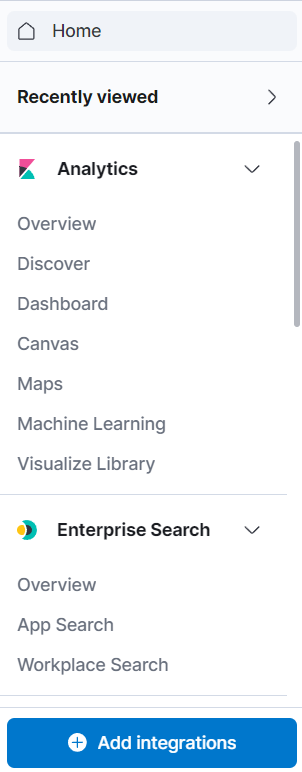 Home
Recently viewed
Analytics
Overview
Discover
Dashboard
Canvas
Maps
Machine Learning
Visualize Library
Enterprise Search
Overview
App Search
Workplace Search
Add integrations